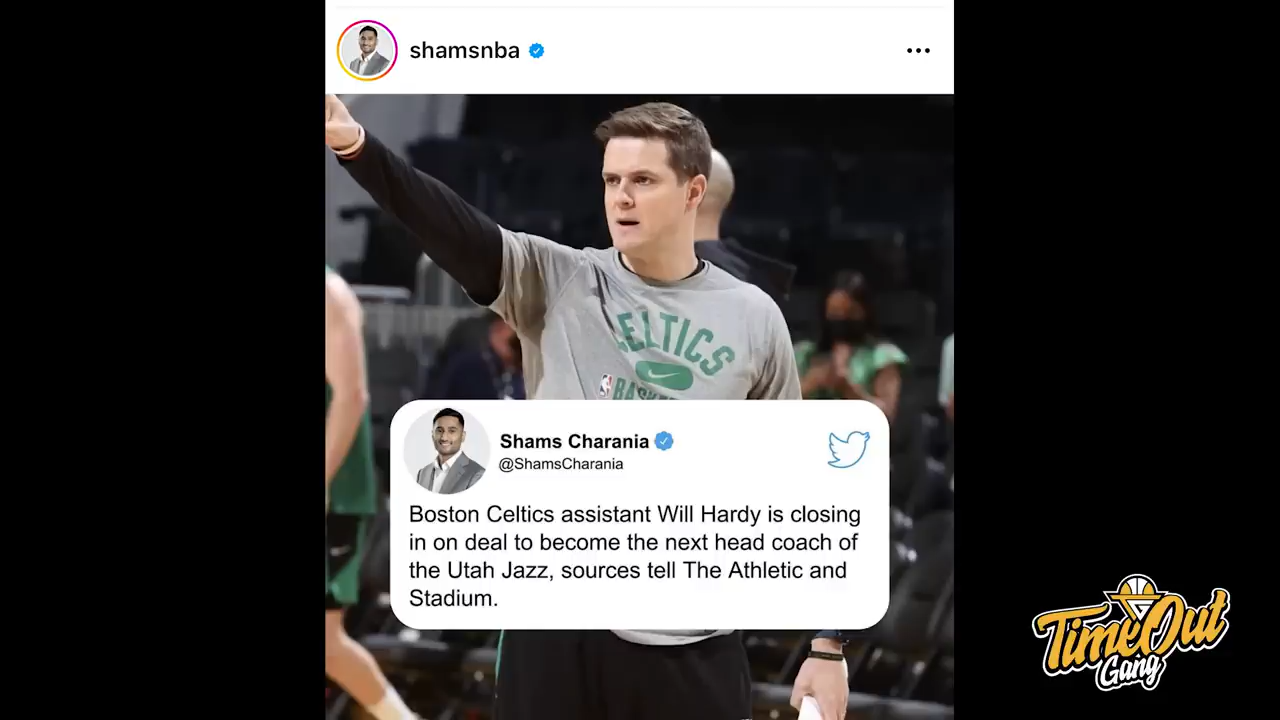 shamsnba
CELTICS
Shams Charania
@ShamsCharania
Boston Celtics assistant Will Hardy is closing
in on deal to become the next head coach of
the Utah Jazz, sources tell The Athletic and
Stadium.
TimeOut
Gang